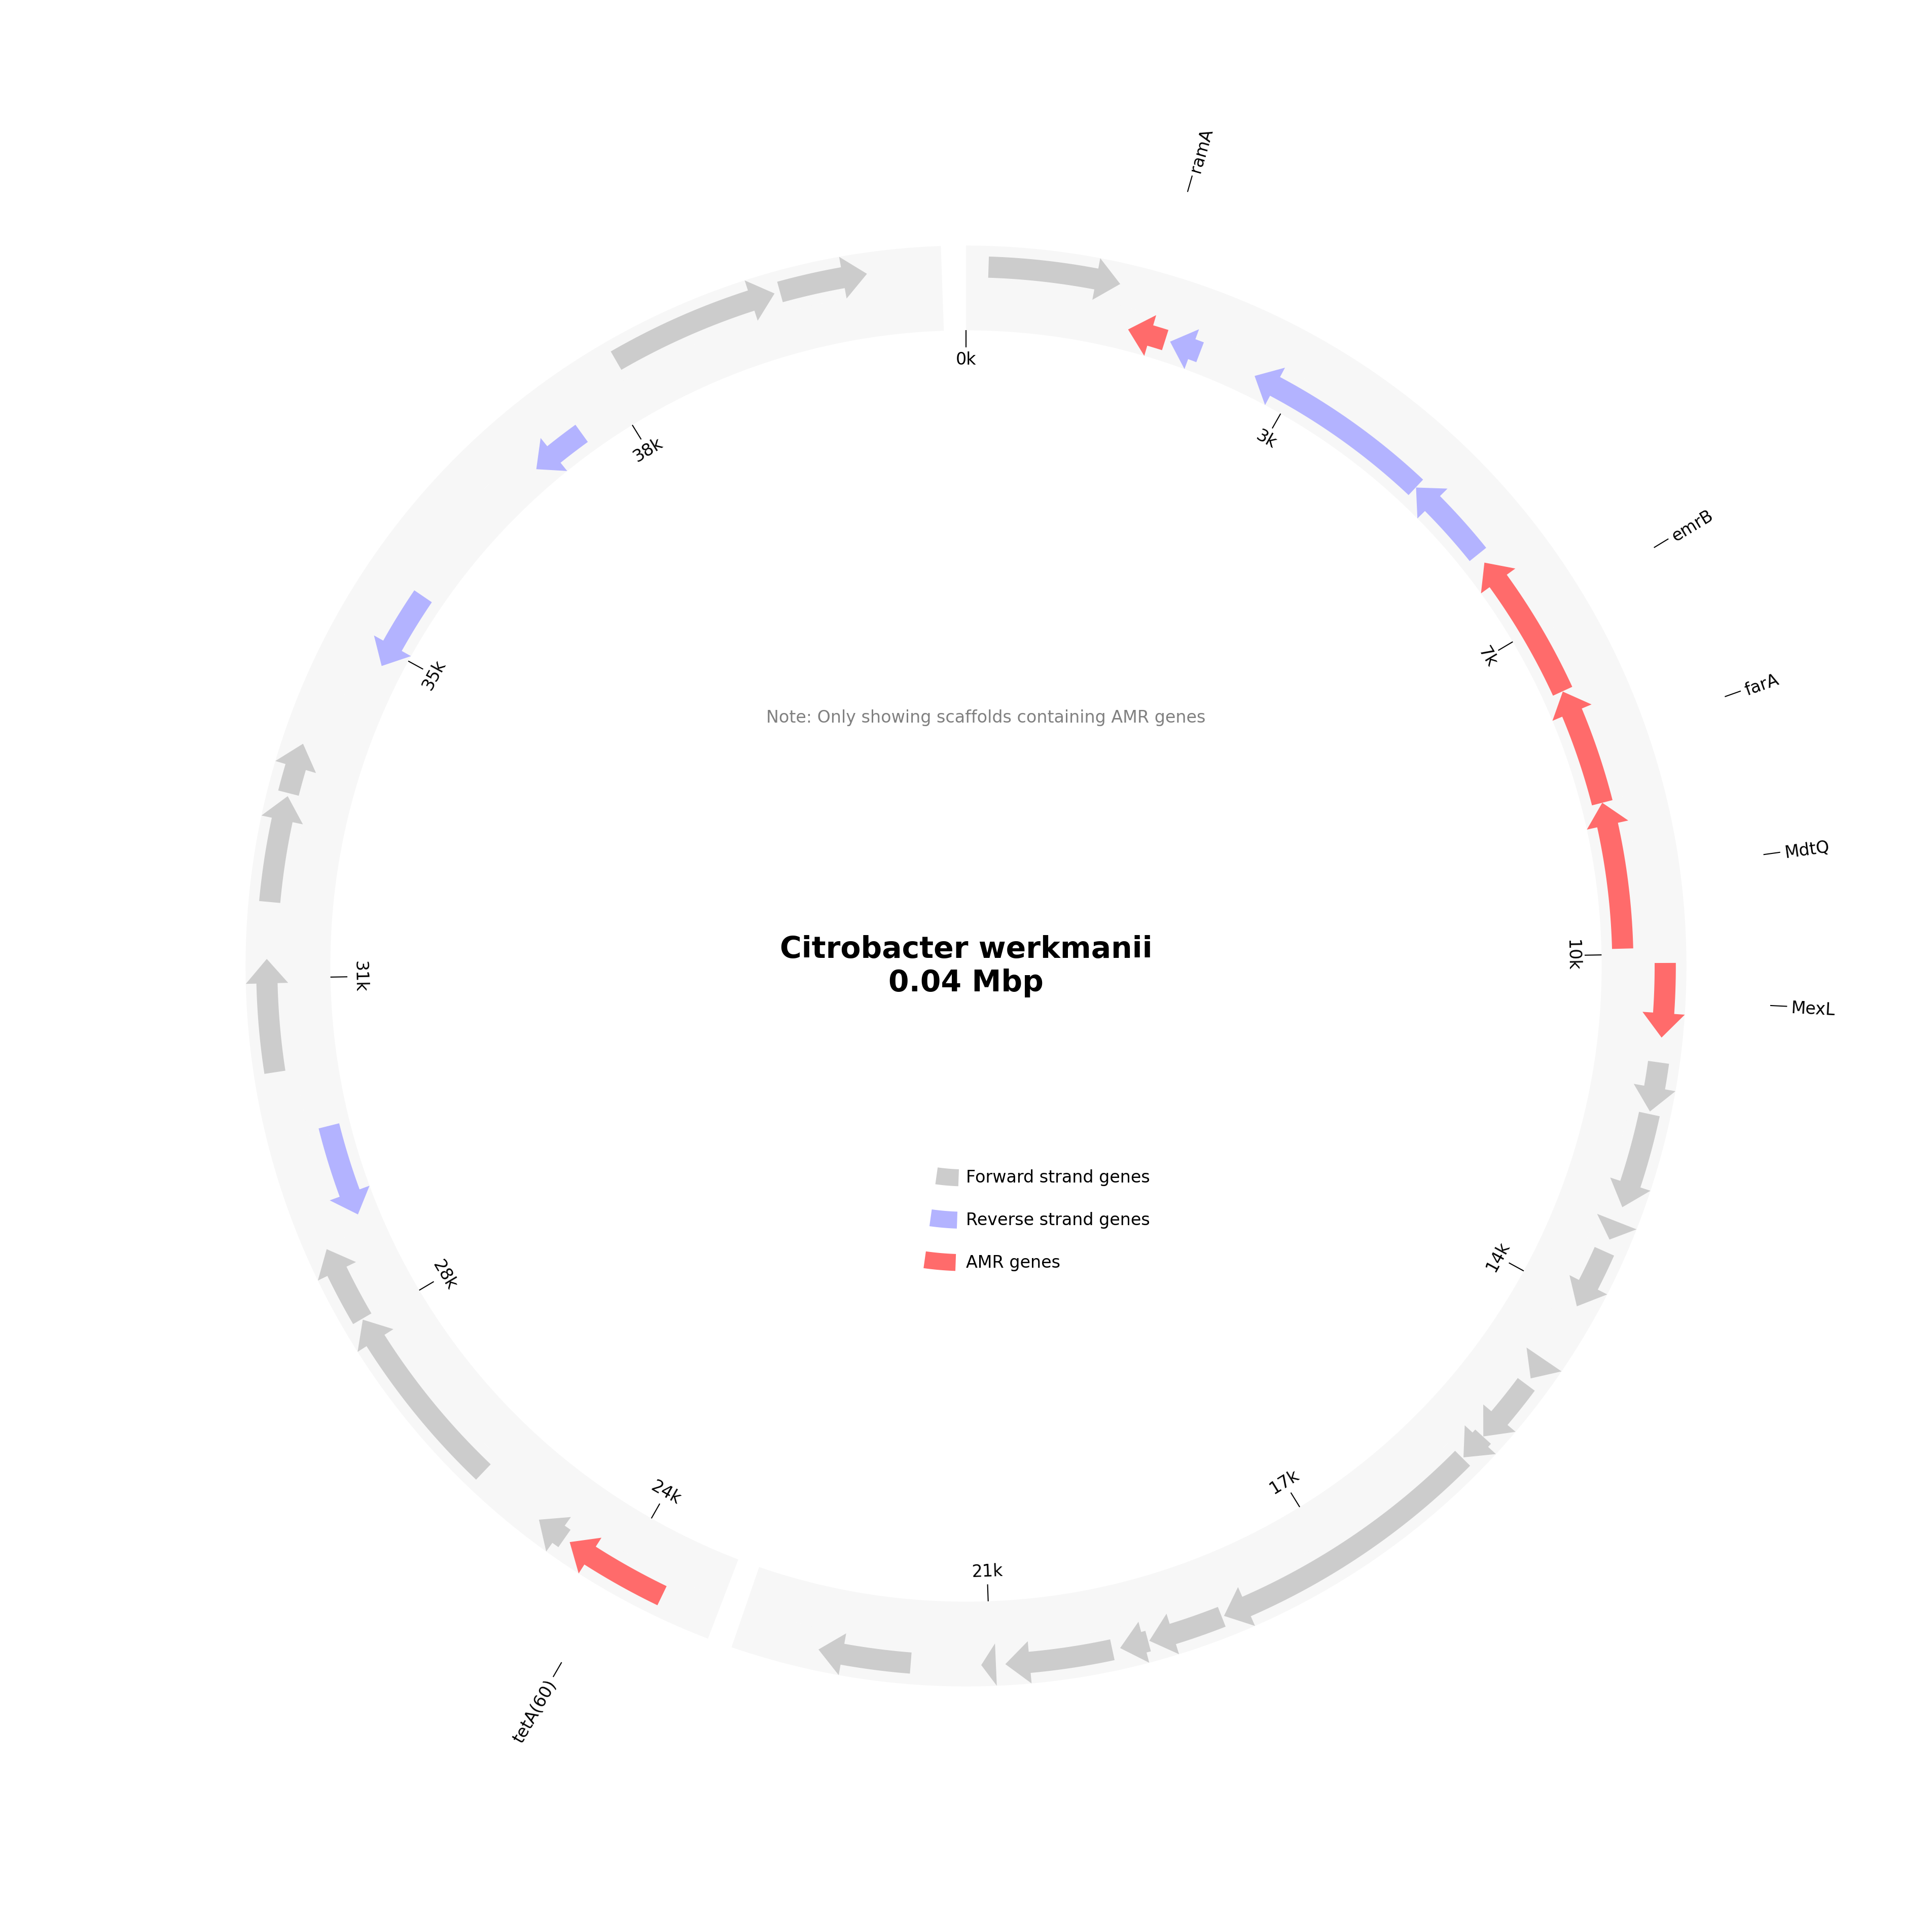 ramA
0k
38k
3k
emrB
7k
35k
farA
Note: Only showing scaffolds containing AMR genes
MdtQ
Citrobacter werkmanii
0.04 Mbp
10k
31k
MexL
Forward strand genes
Reverse strand genes
AMR genes
14k
28k
17k
24k
21k
tetA(60)